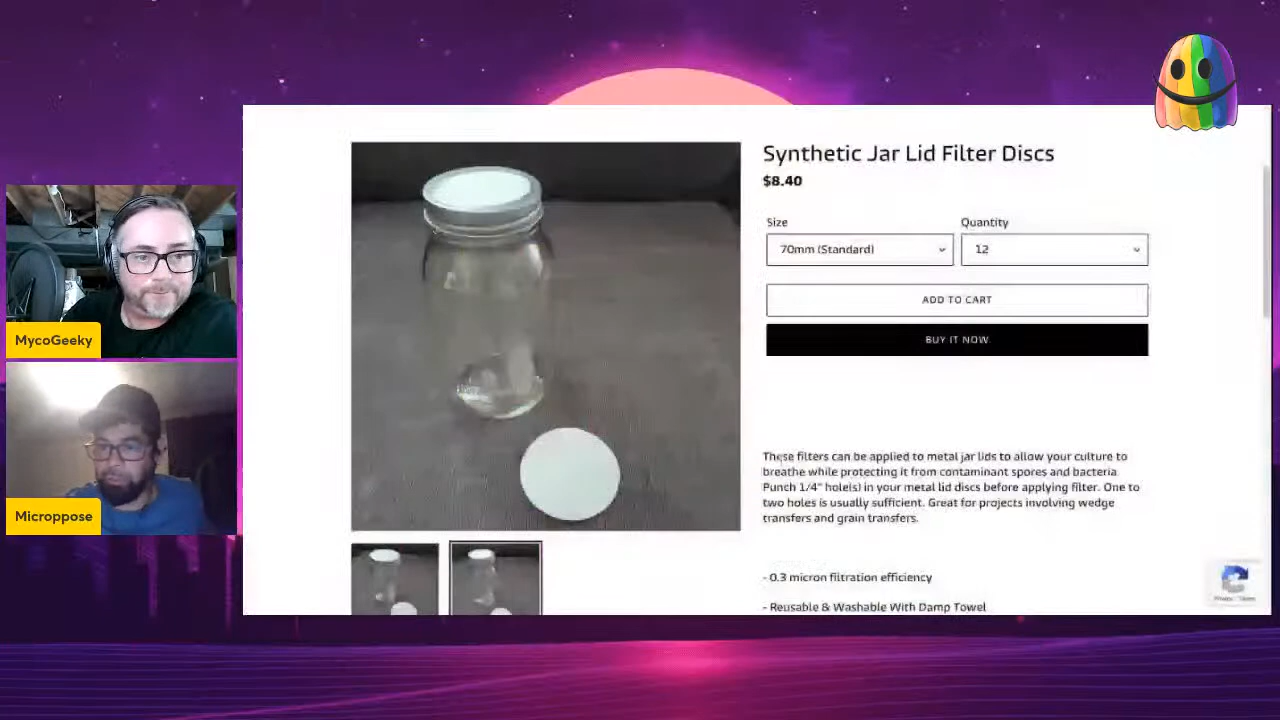 Synthetic Jar Lid Filter Discs
$8.40
Size
Quantity
70mm (Standard)
12
ADD TO CART
BUY IT NOW
MycoGeeky
Microppose
These filters can be applied to metal jar lids to allow your culture to
breathe while protecting it from contaminant spores and bacteria
Punch 1/4" hole(s) in your metal lid discs before applying filter. One to
two holes is usually sufficient. Great for projects involving wedge
transfers and grain transfers.
- 0.3 micron filtration efficiency
- Reusable & Washable With Damp Towel